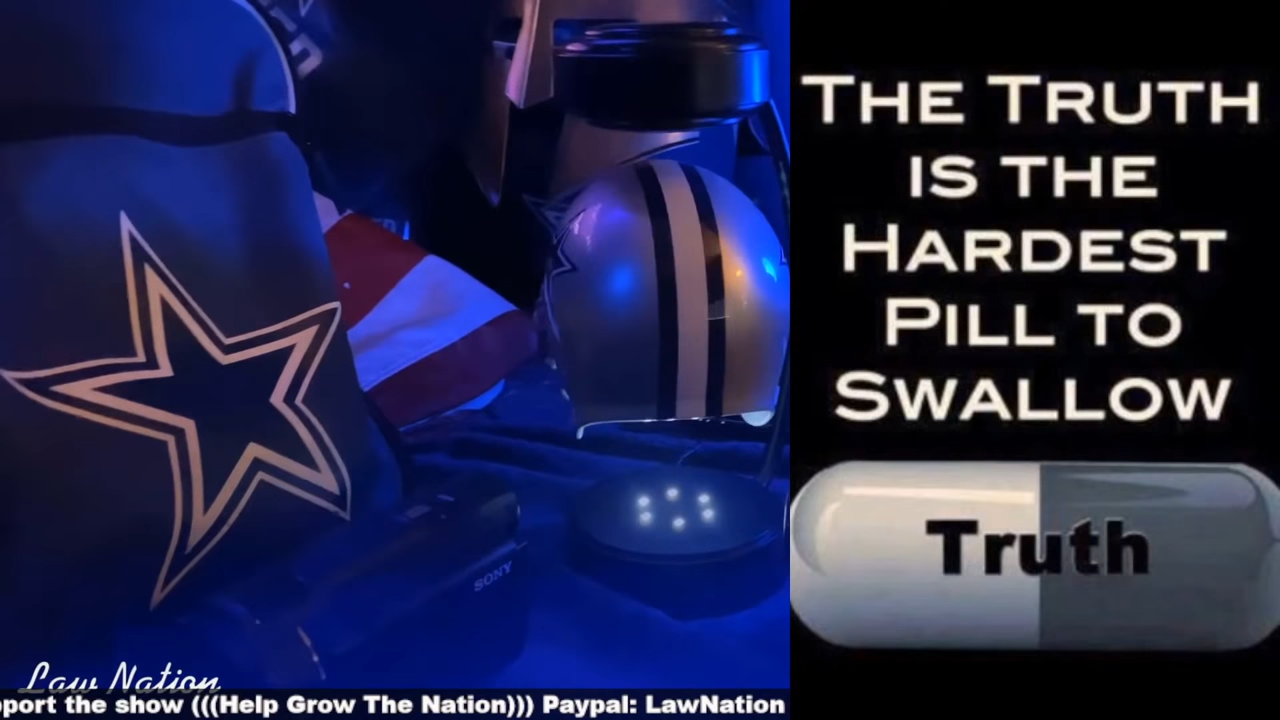 THE TRUTH
IS THE
HARDEST
PILL TO
SWALLOW
Truth
SONY
Law Nation
port the show (((Help Grow The Nation))) Paypal: LawNation